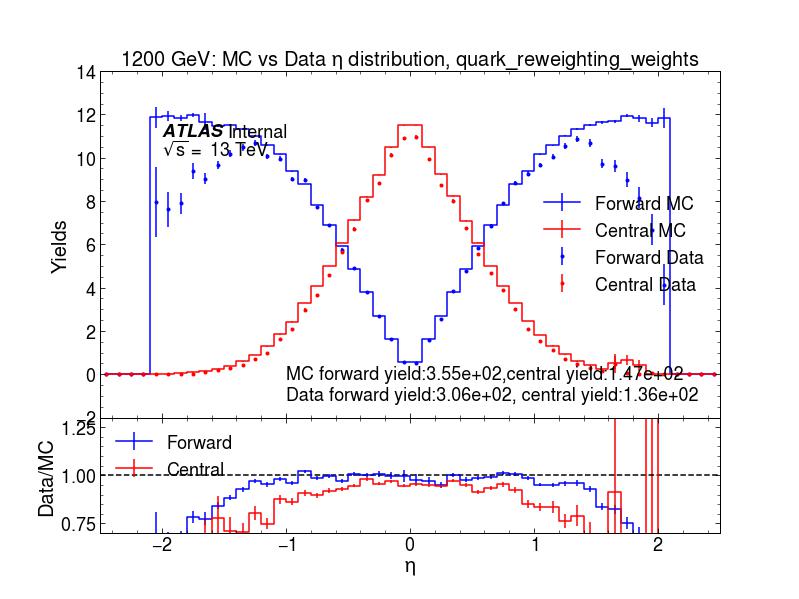 1200 GeV: MC vs Data η distribution, quark_reweighting_weights
14
12
10
8
6
4
2
0
−2
Yields
ATLAS Internal
√s = 13 TeV
Forward MC
Central MC
Forward Data
Central Data
MC forward yield:3.55e+02,central yield:1.47e+02
Data forward yield:3.06e+02, central yield:1.36e+02
1.25
1.00
0.75
Data/MC
Forward
Central
−2 −1 0 1 2
η